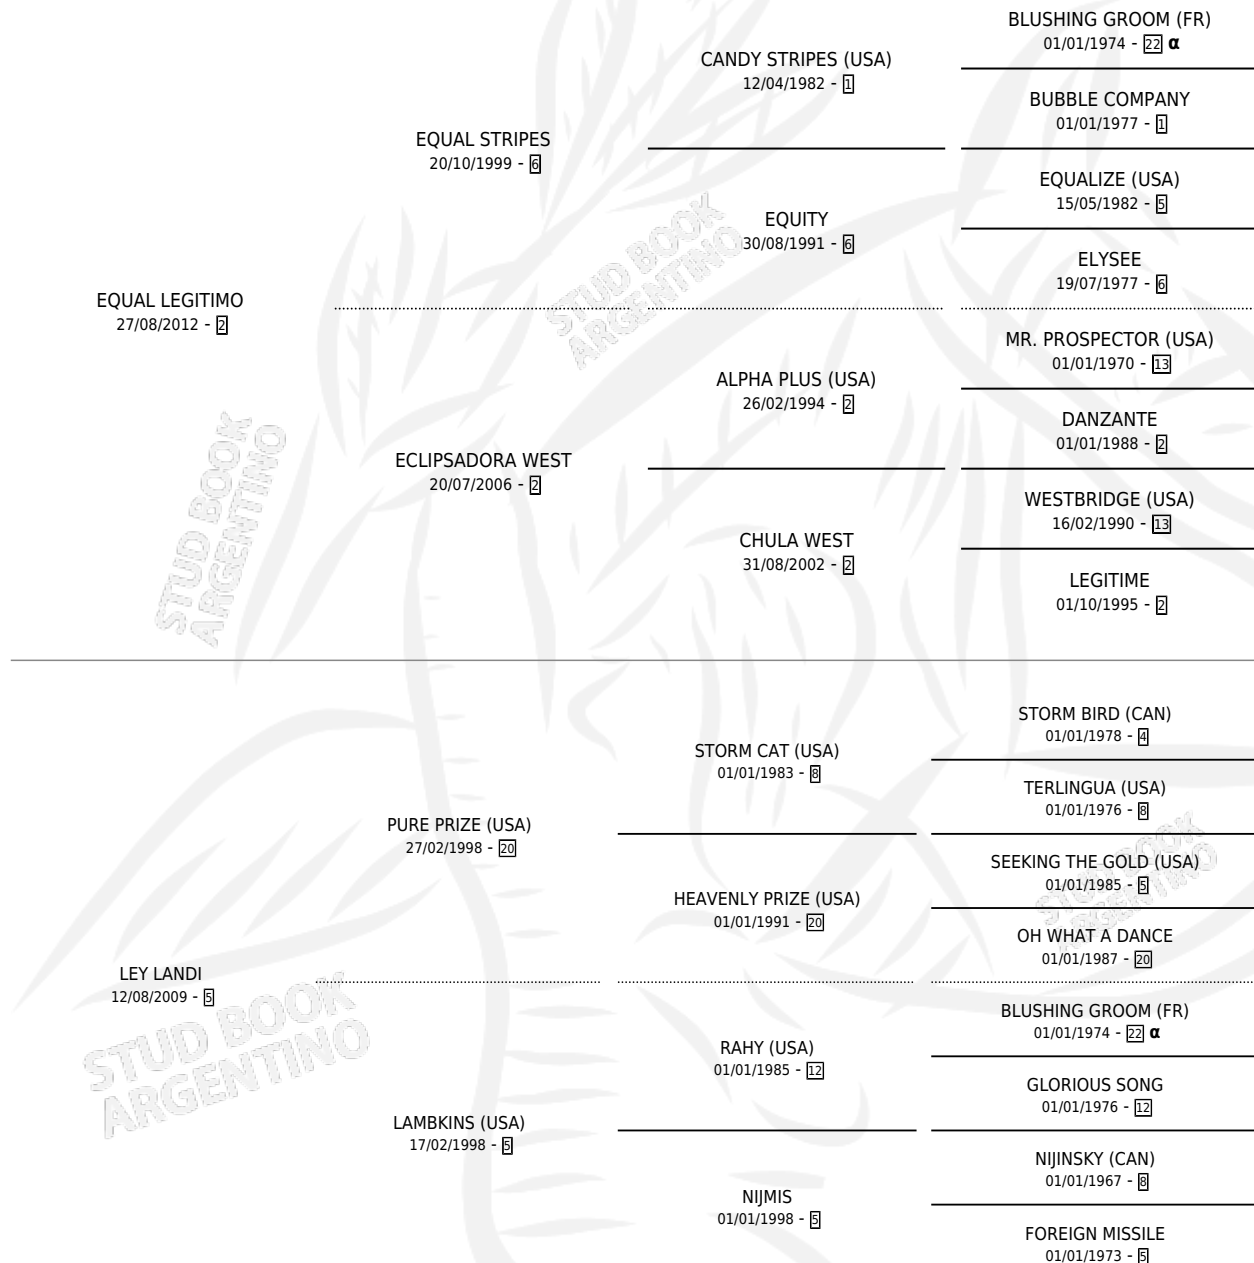 BLUSHING GROOM (FR)
01/01/1974 - 22 α
CANDY STRIPES (USA)
12/04/1982 - 1
BUBBLE COMPANY
01/01/1977 - 1
EQUAL STRIPES
20/10/1999 - 6
EQUALIZE (USA)
15/05/1982 - 5
EQUITY
30/08/1991 - 6
ELYSEE
19/07/1977 - 6
EQUAL LEGITIMO
27/08/2012 - 2
MR. PROSPECTOR (USA)
01/01/1970 - 13
ALPHA PLUS (USA)
26/02/1994 - 2
DANZANTE
01/01/1988 - 2
ECLIPSADORA WEST
20/07/2006 - 2
WESTBRIDGE (USA)
16/02/1990 - 13
CHULA WEST
31/08/2002 - 2
LEGITIME
01/10/1995 - 2
STORM BIRD (CAN)
01/01/1978 - 4
STORM CAT (USA)
01/01/1983 - 8
TERLINGUA (USA)
01/01/1976 - 8
PURE PRIZE (USA)
27/02/1998 - 20
SEEKING THE GOLD (USA)
01/01/1985 - 5
HEAVENLY PRIZE (USA)
01/01/1991 - 20
OH WHAT A DANCE
01/01/1987 - 20
LEY LANDI
12/08/2009 - 5
BLUSHING GROOM (FR)
01/01/1974 - 22 α
RAHY (USA)
01/01/1985 - 12
GLORIOUS SONG
01/01/1976 - 12
LAMBKINS (USA)
17/02/1998 - 5
NIJINSKY (CAN)
01/01/1967 - 8
NIJMIS
01/01/1998 - 5
FOREIGN MISSILE
01/01/1973 - 5
STUD BOOK
ARGENTINO
STUD BOOK
ARGENTINO
STUD BOOK
ARGENTINO
STUD BOOK
ARGENTINO